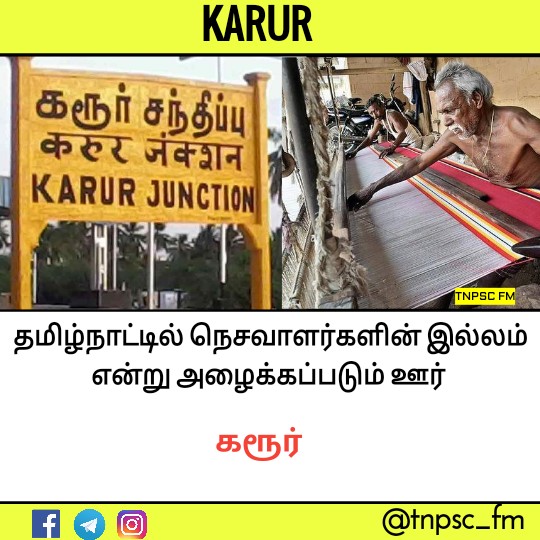 KARUR
கரூர் சந்திப்பு
करूर जंक्शन
KARUR JUNCTION
TNPSC FM
தமிழ்நாட்டில் நெசவாளர்களின் இல்லம்
என்று அழைக்கப்படும் ஊர்
கரூர்
@tnpsc_fm